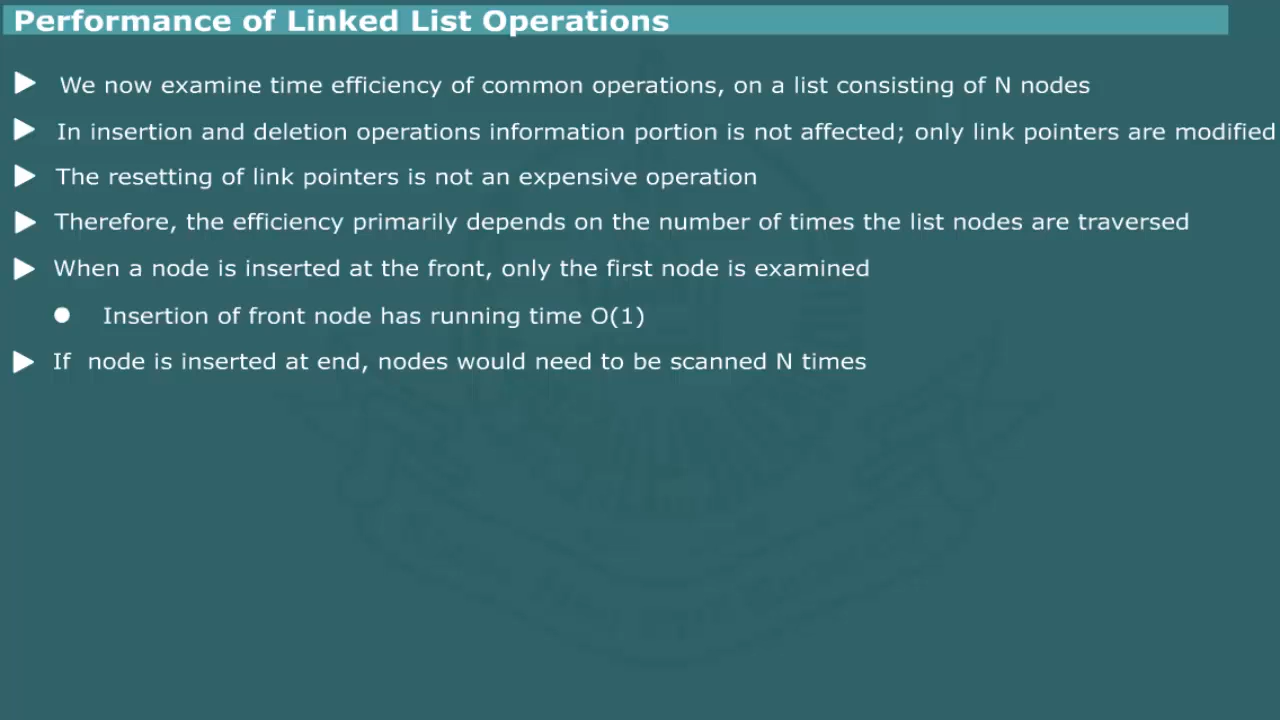 Performance of Linked List Operations
We now examine time efficiency of common operations, on a list consisting of N nodes
In insertion and deletion operations information portion is not affected; only link pointers are modified
The resetting of link pointers is not an expensive operation
Therefore, the efficiency primarily depends on the number of times the list nodes are traversed
When a node is inserted at the front, only the first node is examined
Insertion of front node has running time O(1)
If node is inserted at end, nodes would need to be scanned N times